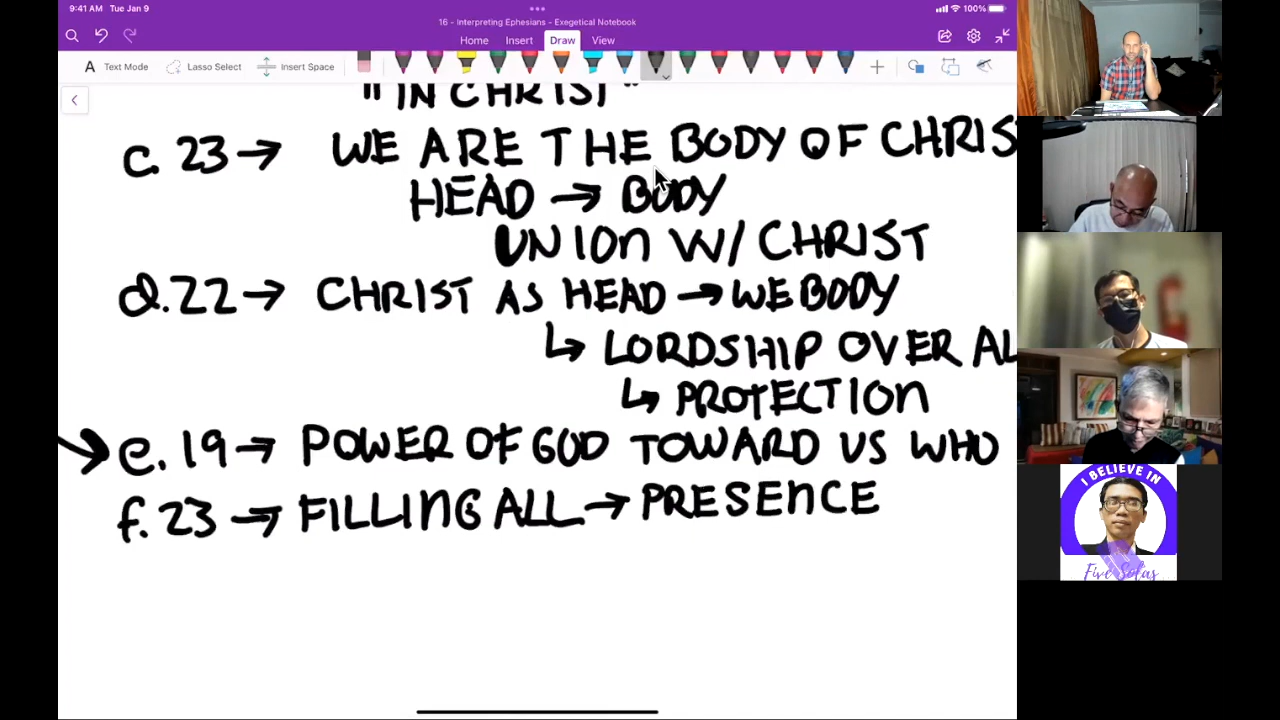 9:41 AM Tue Jan 9
100%
16 - Interpreting Ephesians - Exegetical Notebook
Home Insert Draw View
A Text Mode Lasso Select Insert Space
"IN CHRIST"
c. 23 → WE ARE THE BODY OF CHRIS
HEAD → BODY
UNION W/ CHRIST
d. 22 → CHRIST AS HEAD → WE BODY
↳ LORDSHIP OVER AL
↳ PROTECTION
→ e. 19 → POWER OF GOD TOWARD US WHO
f. 23 → FILLING ALL → PRESENCE
I BELIEVE IN
Five Solas